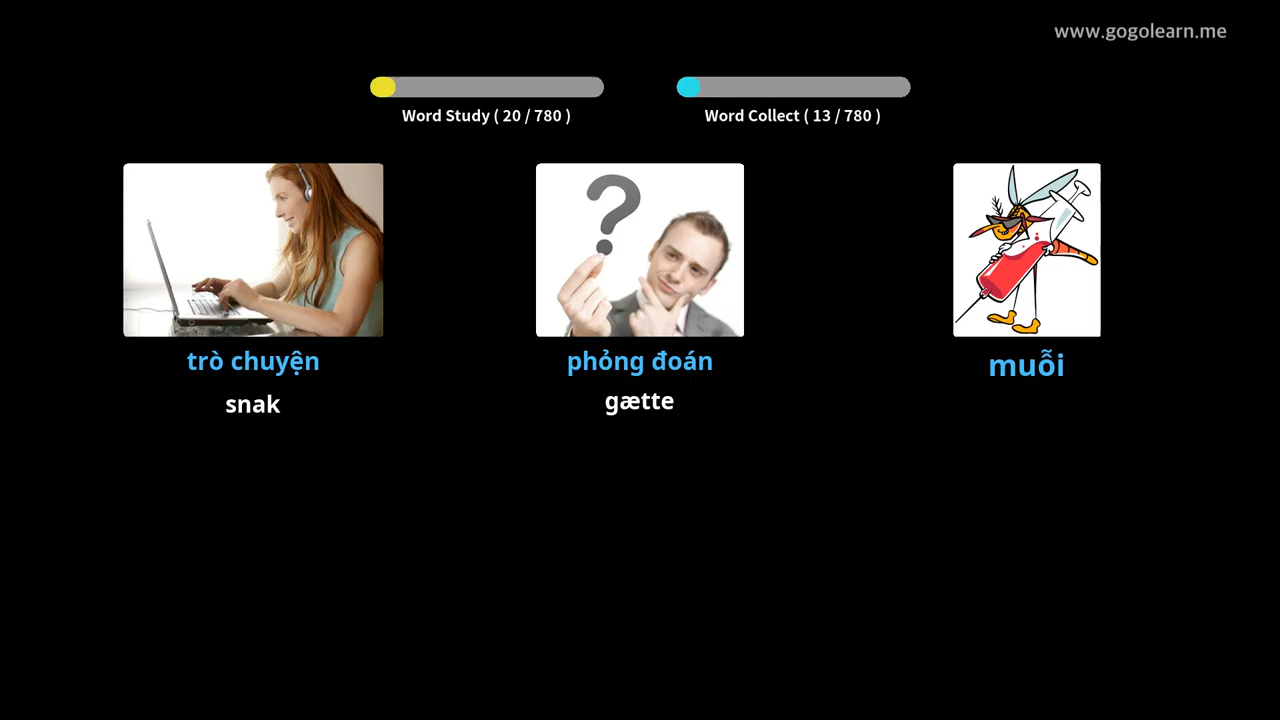 www.gogolearn.me
Word Study ( 20 / 780 )
Word Collect ( 13 / 780 )
trò chuyện
phỏng đoán
muỗi
snak
gætte